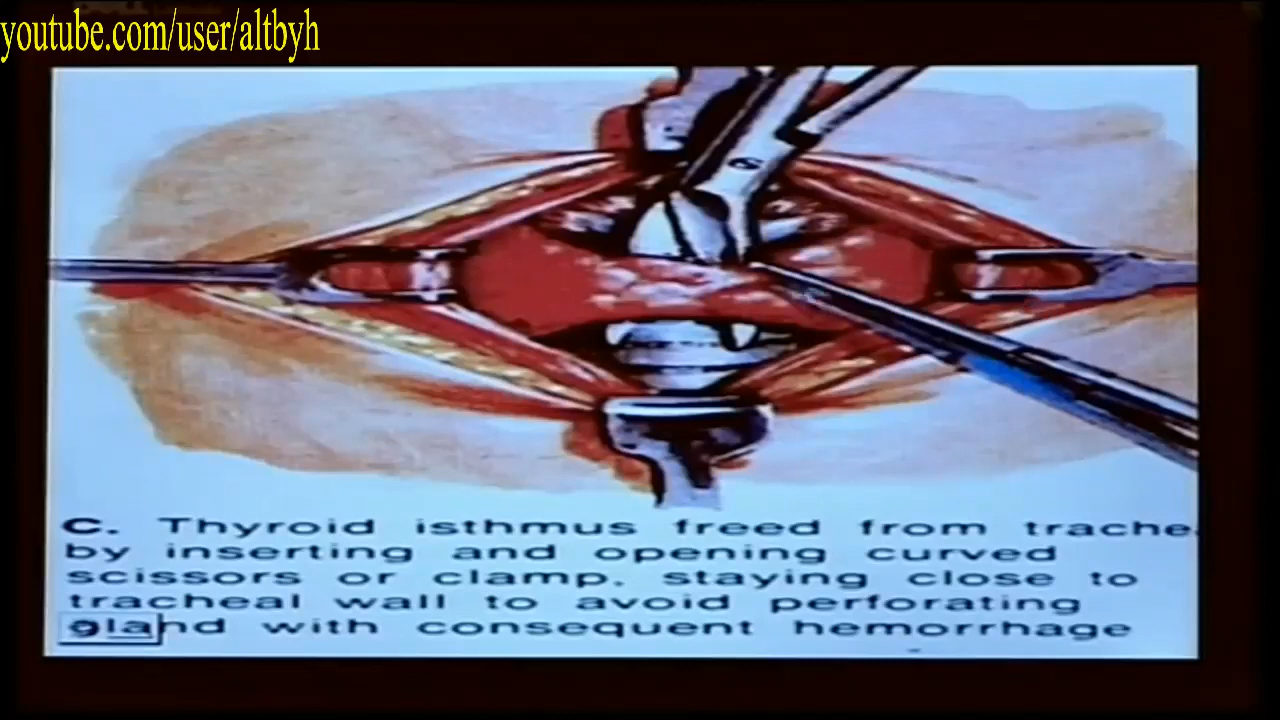 youtube.com/user/altbyh
C. Thyroid isthmus freed from trache
by inserting and opening curved
scissors or clamp, staying close to
tracheal wall to avoid perforating
gland with consequent hemorrhage